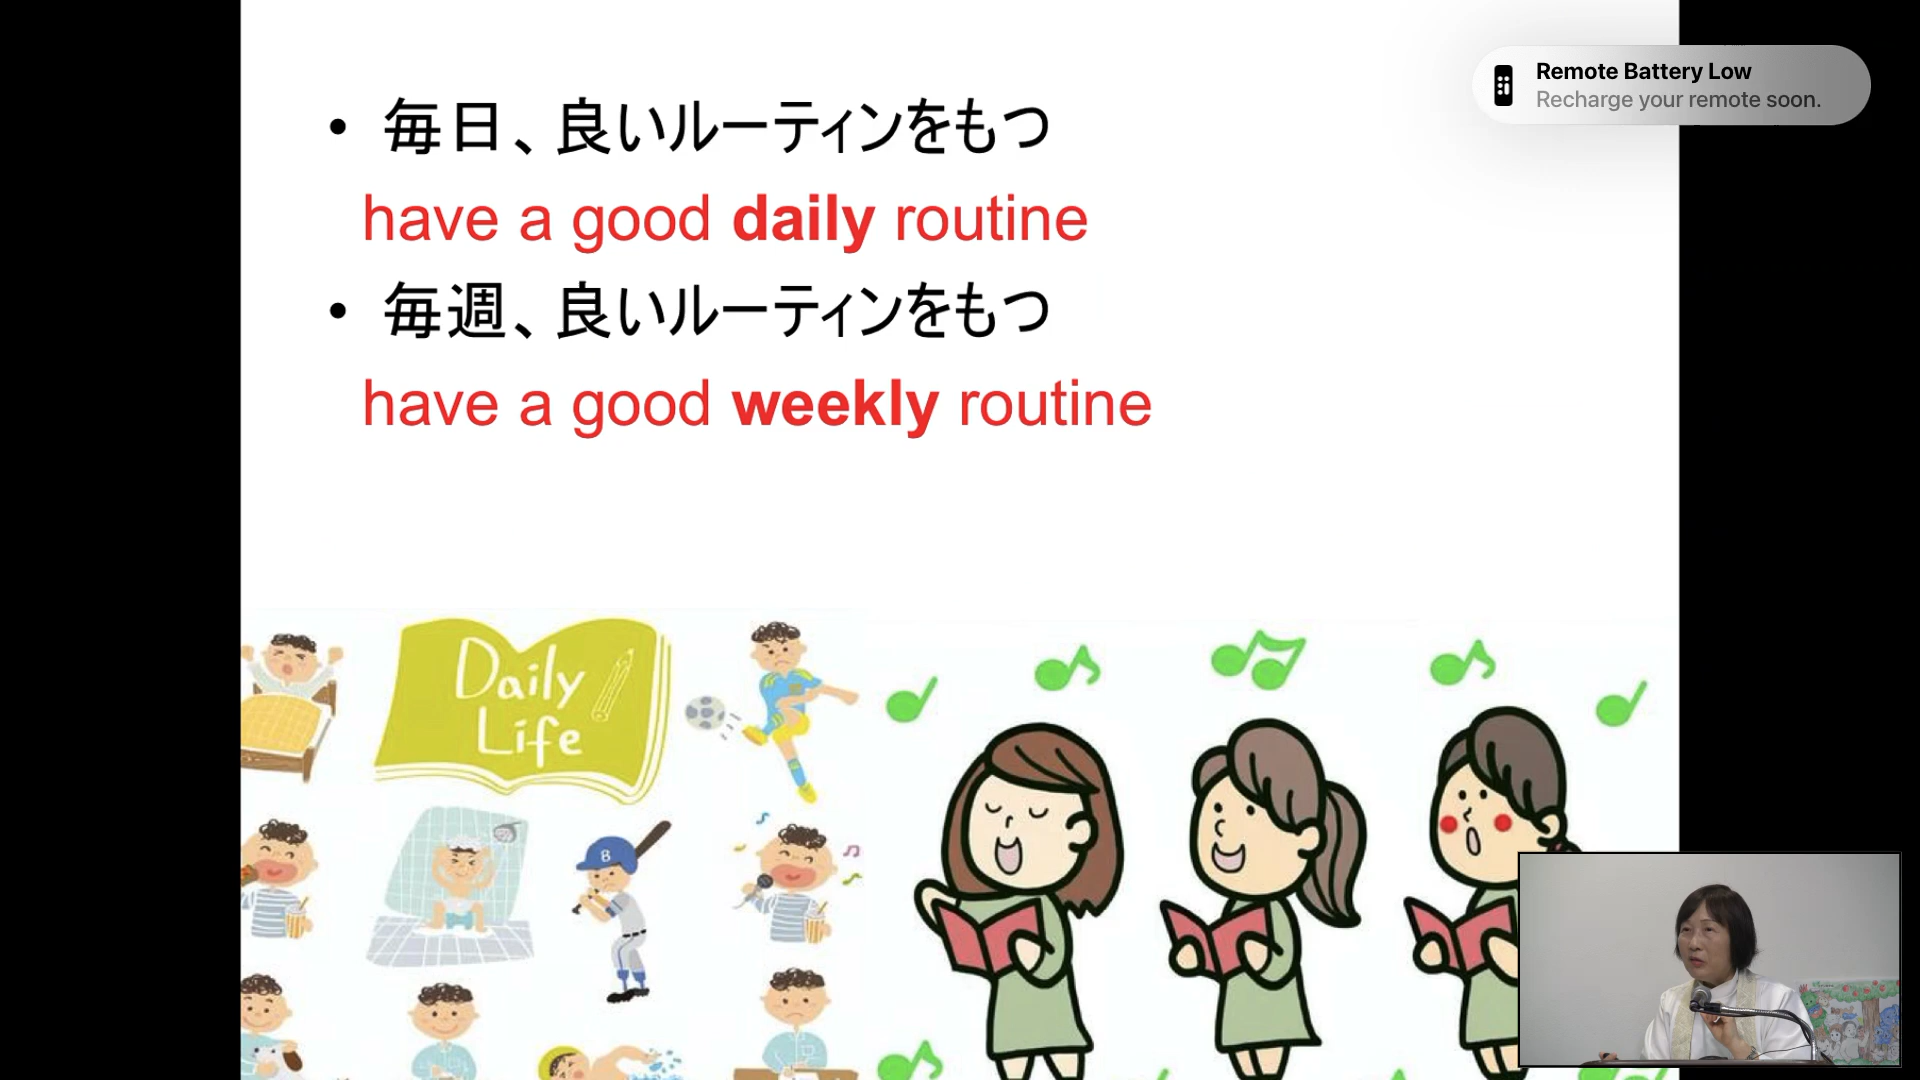 Remote Battery Low
Recharge your remote soon.
• 毎日、良いルーティンをもつ
have a good daily routine
• 毎週、良いルーティンをもつ
have a good weekly routine
Daily
Life
B